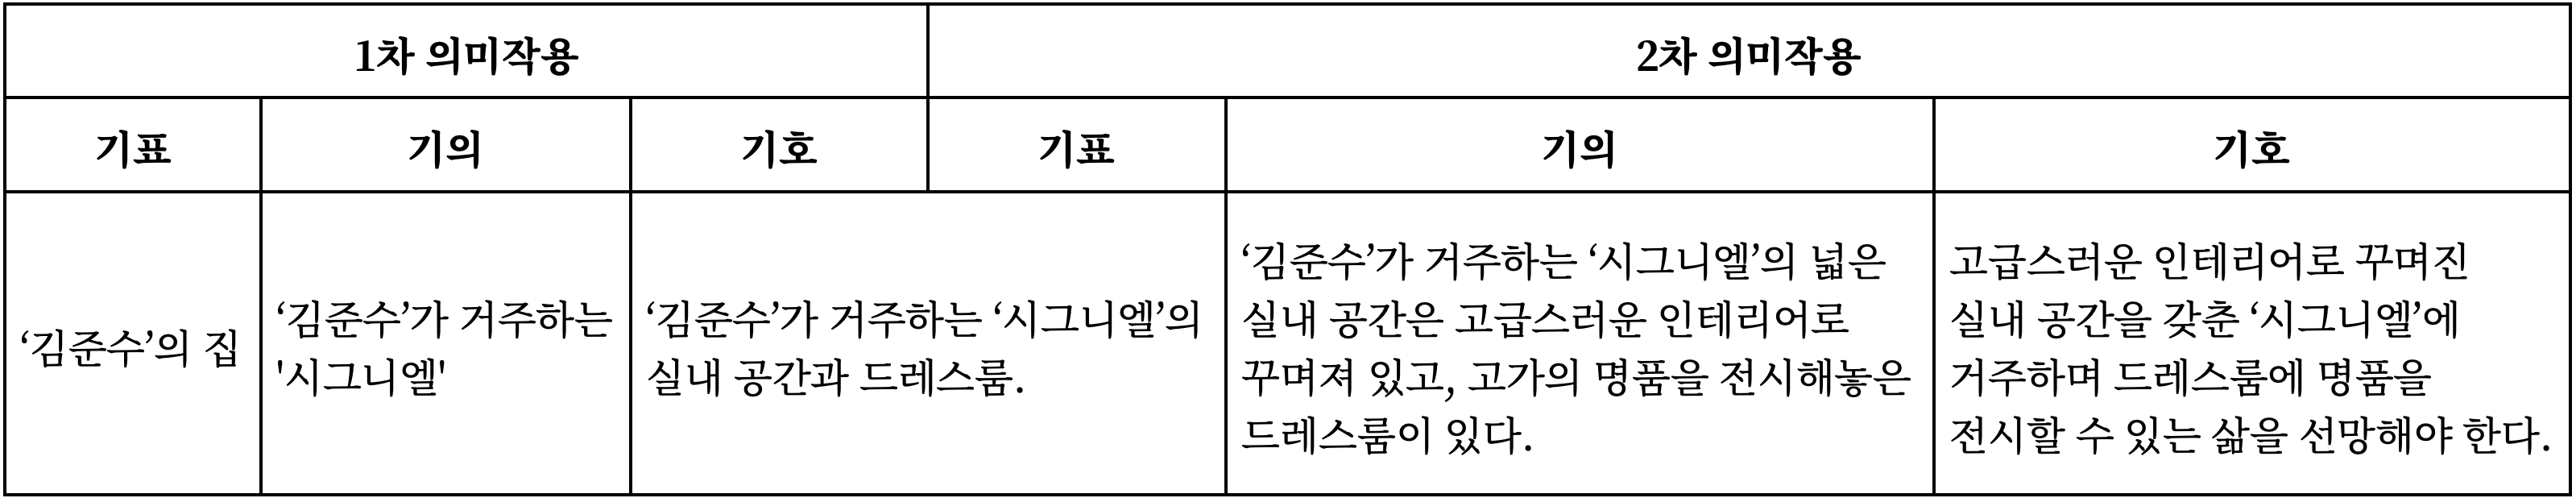 1차 의미작용
2차 의미작용
기표
기의
기호
기표
기의
기호
‘김준수’의 집
‘김준수’가 거주하는
'시그니엘'
‘김준수’가 거주하는 ‘시그니엘’의
실내 공간과 드레스룸.
‘김준수’가 거주하는 ‘시그니엘’의 넓은
실내 공간은 고급스러운 인테리어로
꾸며져 있고, 고가의 명품을 전시해놓은
드레스룸이 있다.
고급스러운 인테리어로 꾸며진
실내 공간을 갖춘 ‘시그니엘’에
거주하며 드레스룸에 명품을
전시할 수 있는 삶을 선망해야 한다.